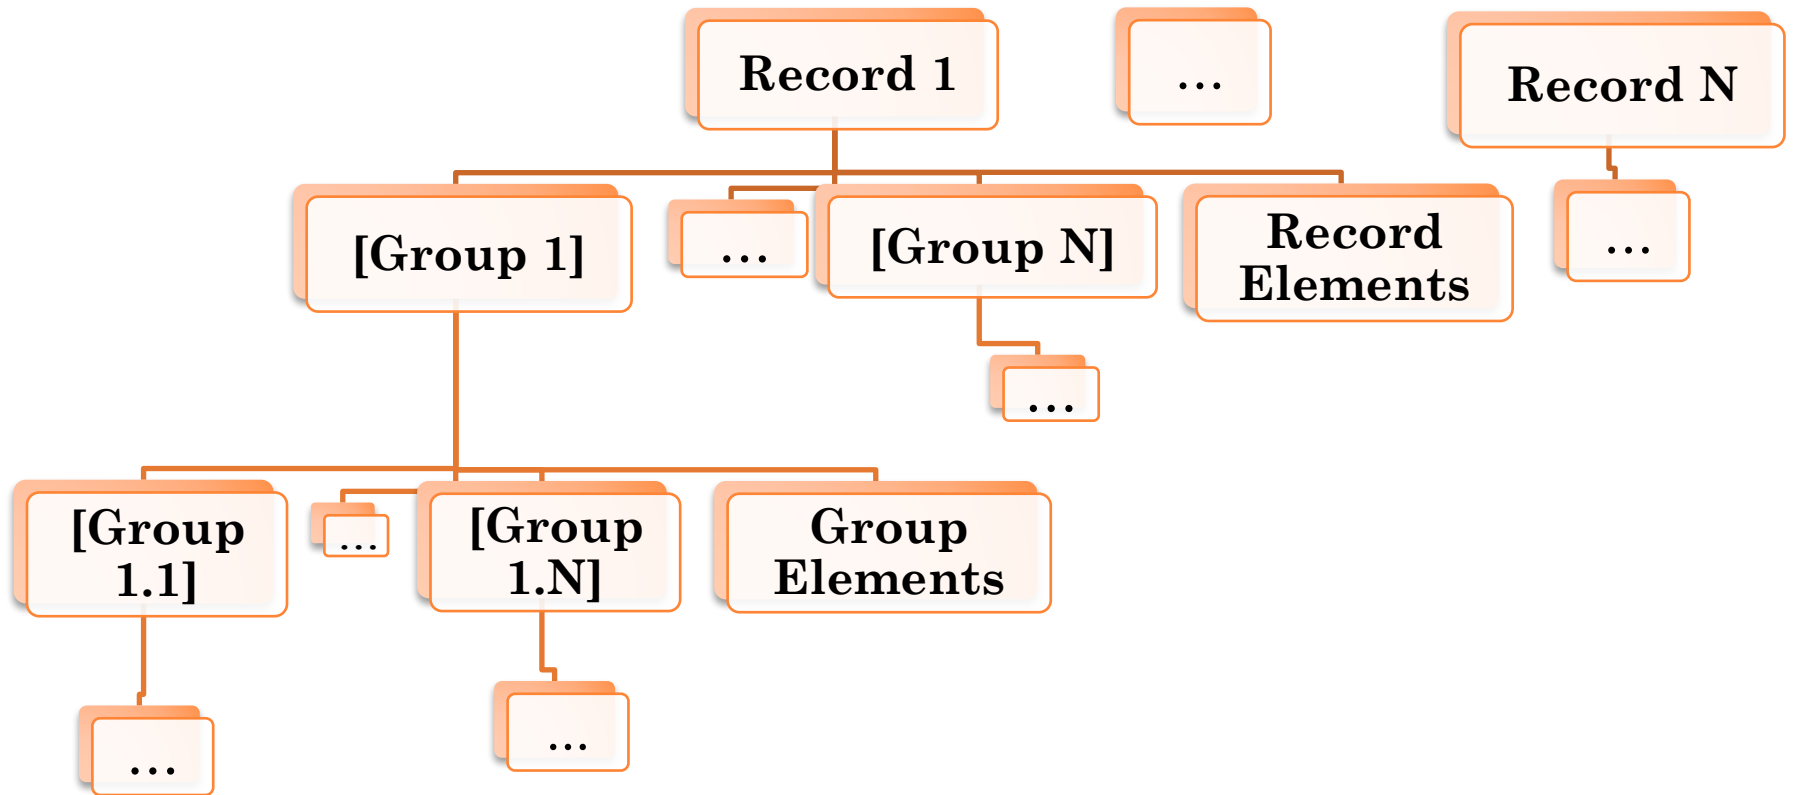 Record 1
...
Record N
[Group 1]
...
[Group N]
Record
Elements
...
...
[Group
1.1]
...
[Group
1.N]
Group
Elements
...
...